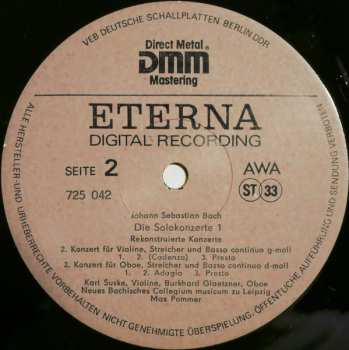 VEB DEUTSCHE SCHALLPLATTEN BERLIN DDR
Direct Metal
DMM
Mastering
ETERNA
DIGITAL RECORDING
SEITE 2
AWA
725 042
ST 33
Johann Sebastian Bach
Die Solokonzerte 1
Rekonstruierte Konzerte
2. Konzert für Violine, Streicher und Basso continuo g-moll
1. 2. (Cadenza) 3. Presto
2. Konzert für Oboe, Streicher und Basso continuo d-moll
1. 2. Adagio 3. Presto
Karl Suske, Violine, Burkhard Glaetzner, Oboe
Neues Bachisches Collegium musicum zu Leipzig
Max Pommer
ALLE HERSTELLER- UND URHEBERRECHTE VORBEHALTEN NICHT GENEHMIGTE ÜBERSPIELUNG, ÖFFENTLICHE AUFFÜHRUNG UND SENDUNG VERBOTEN!